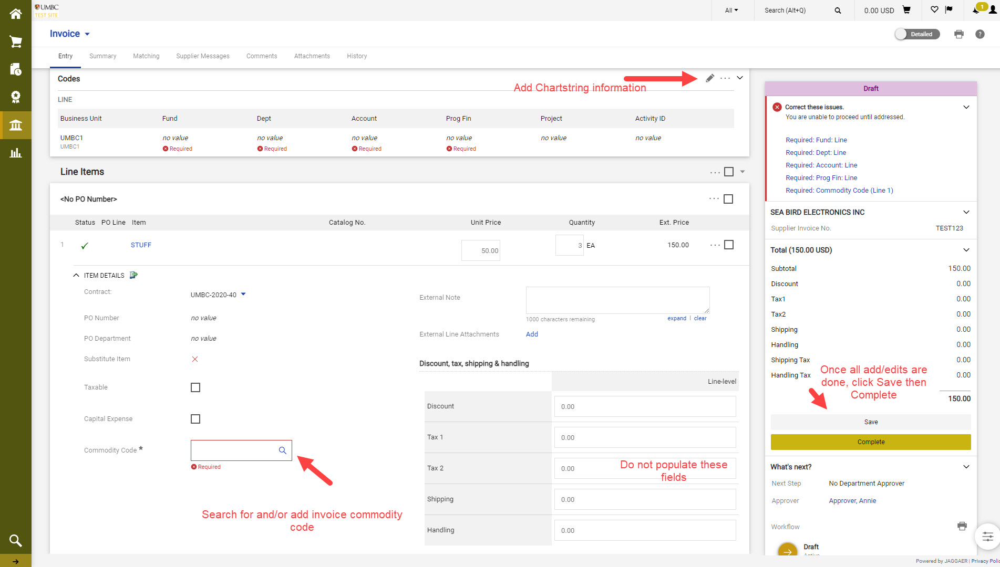 UMBC
TEST SITE
All
Search (Alt+Q)
0.00 USD
1
Invoice
Detailed
?
Entry
Summary
Matching
Supplier Messages
Comments
Attachments
History
Codes
Add Chartstring information
LINE
Business Unit
Fund
Dept
Account
Prog Fin
Project
Activity ID
UMBC1
no value
no value
no value
no value
no value
no value
UMBC1
Required
Required
Required
Required
Line Items
<No PO Number>
Status
PO Line
Item
Catalog No.
Unit Price
Quantity
Ext. Price
1
STUFF
50.00
3
EA
150.00
ITEM DETAILS
Contract:
UMBC-2020-40
PO Number
no value
PO Department
no value
Substitute Item
Taxable
Capital Expense
Commodity Code *
Required
Search for and/or add invoice commodity
code
External Note
1000 characters remaining
expand | clear
External Line Attachments
Add
Discount, tax, shipping & handling
Line-level
Discount
0.00
Tax 1
0.00
Tax 2
0.00
Do not populate these
fields
Shipping
0.00
Handling
0.00
Draft
Correct these issues.
You are unable to proceed until addressed.
Required: Fund: Line
Required: Dept: Line
Required: Account: Line
Required: Prog Fin: Line
Required: Commodity Code (Line 1)
SEA BIRD ELECTRONICS INC
Supplier Invoice No.
TEST123
Total (150.00 USD)
Subtotal
150.00
Discount
0.00
Tax1
0.00
Tax2
0.00
Shipping
0.00
Handling
0.00
Shipping Tax
0.00
Handling Tax
0.00
Once all add/edits are
done, click Save then
Complete
150.00
Save
Complete
What's next?
Next Step
No Department Approver
Approver
Approver, Annie
Workflow
Draft
Active
Powered by JAGGAER | Privacy Polic